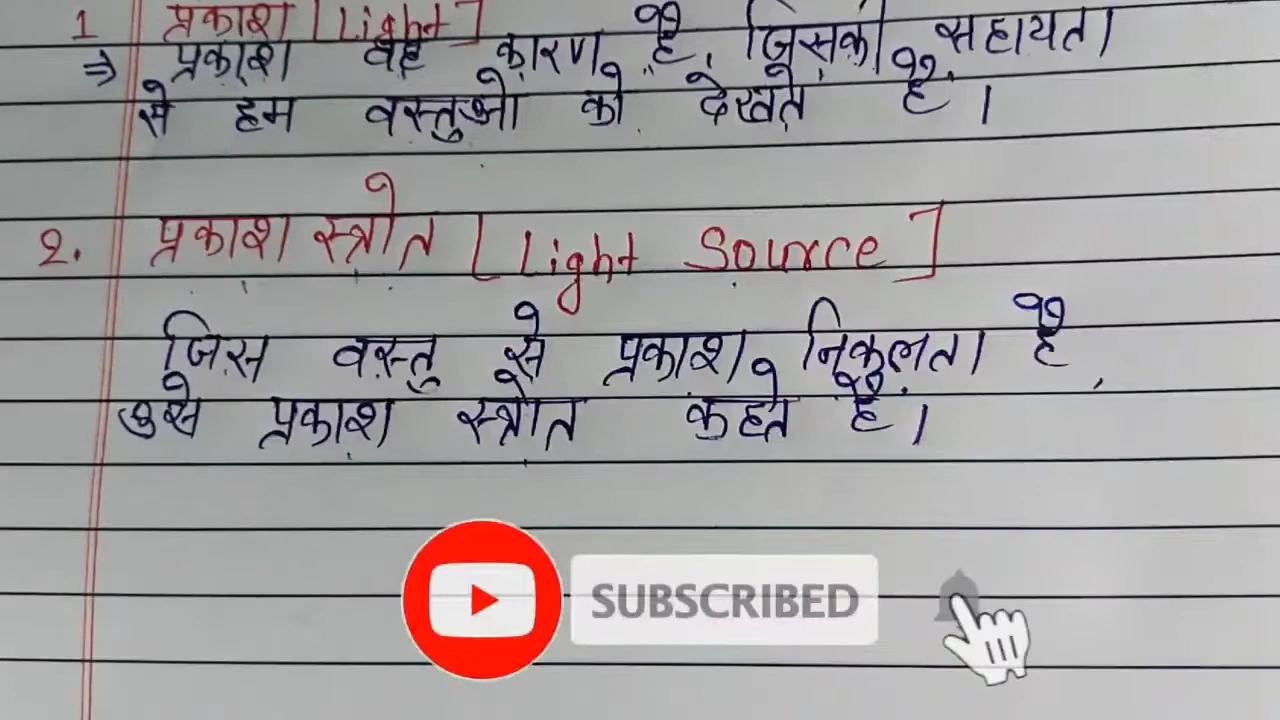 1 प्रकाश [Light]
⇒ प्रकाश वह कारण है, जिसकी सहायता
से हम वस्तुओ को देखते है।
2. प्रकाश स्त्रोत [Light Source]
जिस वस्तु से प्रकाश निकलता है,
उसे प्रकाश स्त्रोत कहते है।
SUBSCRIBED